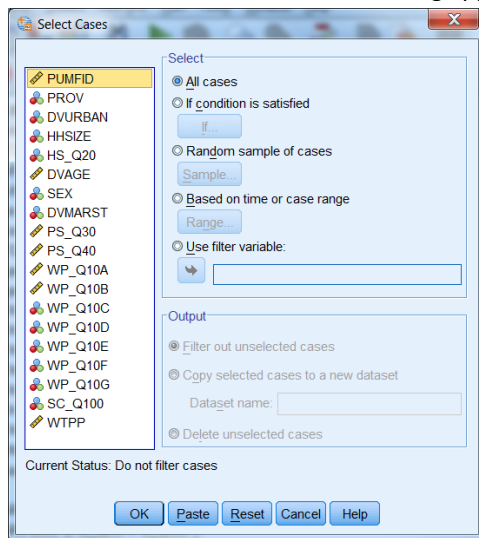 Select Cases
PUMFID
PROV
DVURBAN
HHSIZE
HS_Q20
DVAGE
SEX
DVMARST
PS_Q30
PS_Q40
WP_Q10A
WP_Q10B
WP_Q10C
WP_Q10D
WP_Q10E
WP_Q10F
WP_Q10G
SC_Q100
WTPP
Select
All cases
If condition is satisfied
If...
Random sample of cases
Sample...
Based on time or case range
Range...
Use filter variable:
Output
Filter out unselected cases
Copy selected cases to a new dataset
Dataset name:
Delete unselected cases
Current Status: Do not filter cases
OK Paste Reset Cancel Help